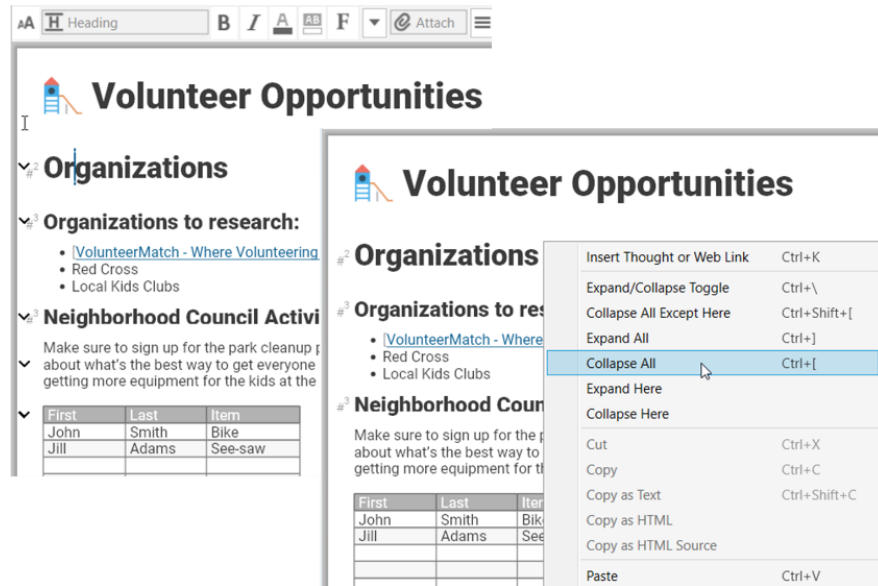 AA H Heading B I A AB F Attach
Volunteer Opportunities
#2 Organizations
#3 Organizations to research:
[VolunteerMatch - Where Volunteering
Red Cross
Local Kids Clubs
#3 Neighborhood Council Activi
Make sure to sign up for the park cleanup p
about what's the best way to get everyone
getting more equipment for the kids at the
First Last Item
John Smith Bike
Jill Adams See-saw
Volunteer Opportunities
#2 Organizations
#3 Organizations to res
[VolunteerMatch - Where
Red Cross
Local Kids Clubs
#3 Neighborhood Coun
Make sure to sign up for the p
about what's the best way to
getting more equipment for th
First Last Iter
John Smith Bik
Jill Adams See
Insert Thought or Web Link Ctrl+K
Expand/Collapse Toggle Ctrl+\
Collapse All Except Here Ctrl+Shift+[
Expand All Ctrl+]
Collapse All Ctrl+[
Expand Here
Collapse Here
Cut Ctrl+X
Copy Ctrl+C
Copy as Text Ctrl+Shift+C
Copy as HTML
Copy as HTML Source
Paste Ctrl+V